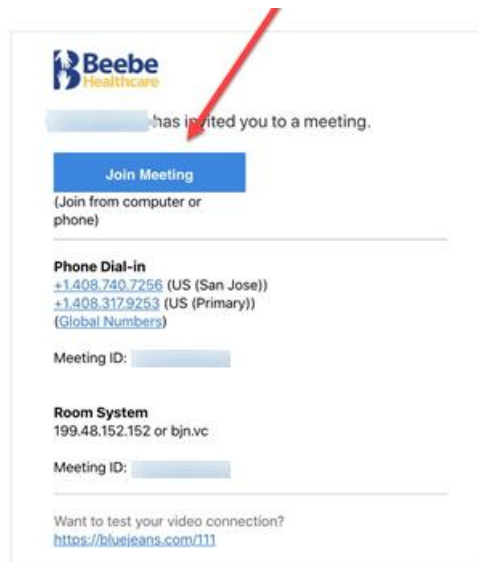 Beebe
Healthcare
has invited you to a meeting.
Join Meeting
(Join from computer or
phone)
Phone Dial-in
+1.408.740.7256 (US (San Jose))
+1.408.317.9253 (US (Primary))
(Global Numbers)
Meeting ID:
Room System
199.48.152.152 or bjn.vc
Meeting ID:
Want to test your video connection?
https://bluejeans.com/111